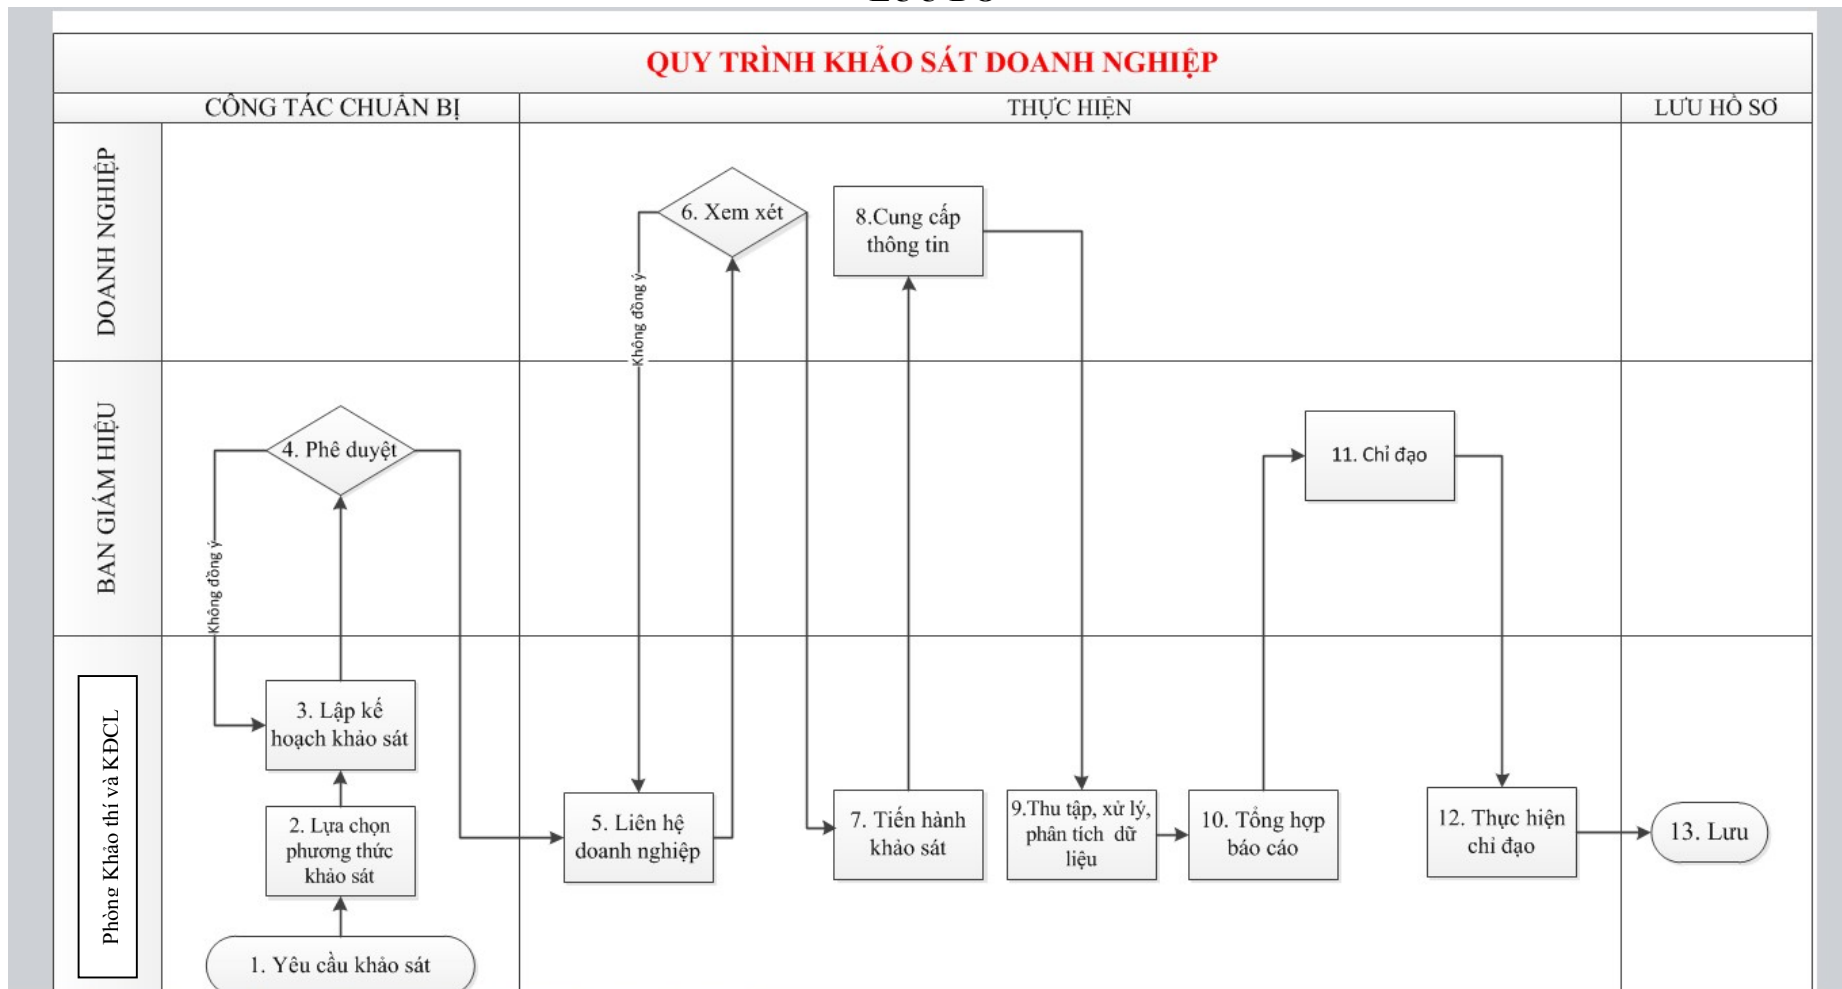 QUY TRÌNH KHẢO SÁT DOANH NGHIỆP
CÔNG TÁC CHUẨN BỊ
THỰC HIỆN
LƯU HỒ SƠ
DOANH NGHIỆP
6. Xem xét
8.Cung cấp
thông tin
Không đồng ý
BAN GIÁM HIỆU
4. Phê duyệt
11. Chỉ đạo
Không đồng ý
Phòng Khảo thí và KĐCL
3. Lập kế
hoạch khảo sát
2. Lựa chọn
phương thức
khảo sát
1. Yêu cầu khảo sát
5. Liên hệ
doanh nghiệp
7. Tiến hành
khảo sát
9.Thu tập, xử lý,
phân tích dữ
liệu
10. Tổng hợp
báo cáo
12. Thực hiện
chỉ đạo
13. Lưu